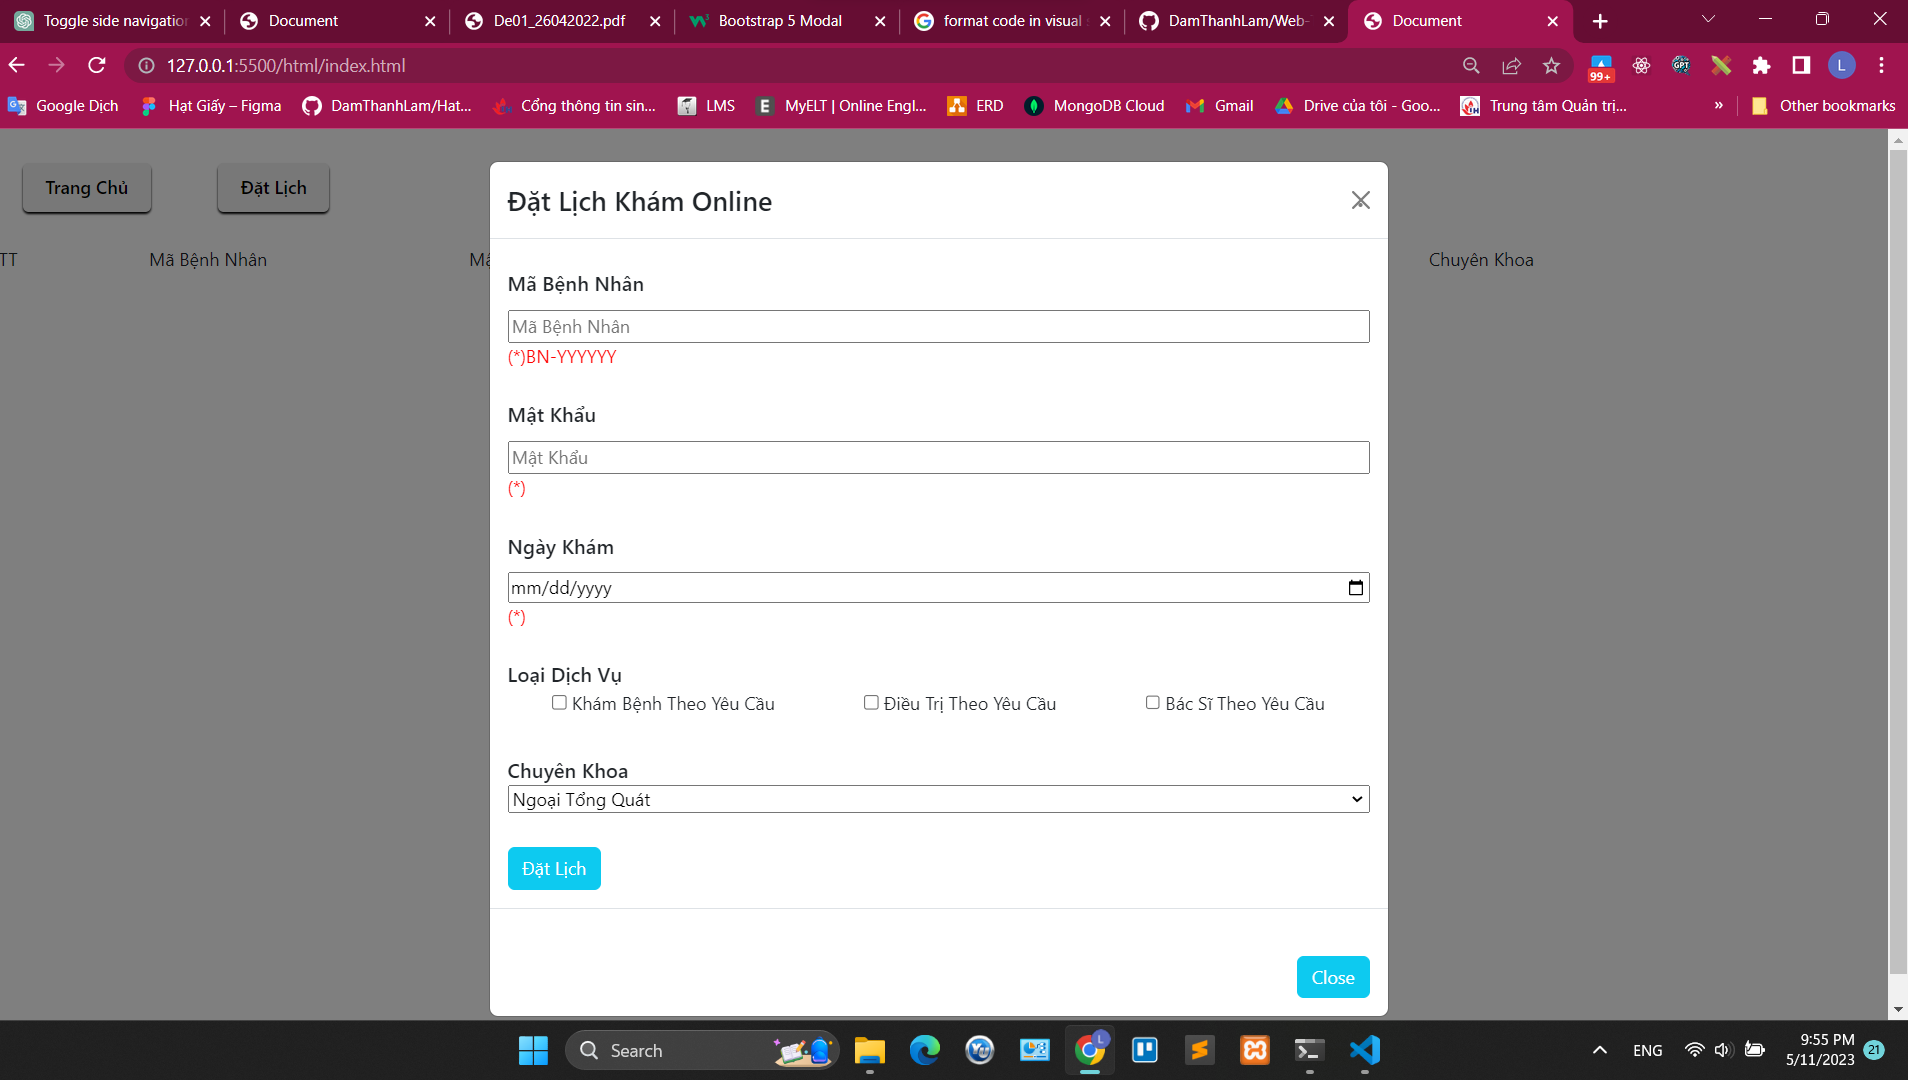 Toggle side navigation
Document
De01_26042022.pdf
Bootstrap 5 Modal
format code in visual
DamThanhLam/Web-
Document
127.0.0.1:5500/html/index.html
99+
GPT
L
Google Dịch
Hạt Giấy – Figma
DamThanhLam/Hat...
Cổng thông tin sin...
LMS
E
MyELT | Online Engl...
ERD
MongoDB Cloud
Gmail
Drive của tôi - Goo...
Trung tâm Quản trị...
»
Other bookmarks
Trang Chủ
Đặt Lịch
TT
Mã Bệnh Nhân
Chuyên Khoa
Đặt Lịch Khám Online
Mã Bệnh Nhân
Mã Bệnh Nhân
(*)BN-YYYYYY
Mật Khẩu
Mật Khẩu
(*)
Ngày Khám
mm/dd/yyyy
(*)
Loại Dịch Vụ
Khám Bệnh Theo Yêu Cầu
Điều Trị Theo Yêu Cầu
Bác Sĩ Theo Yêu Cầu
Chuyên Khoa
Ngoại Tổng Quát
Đặt Lịch
Close
Search
L
ENG
9:55 PM
5/11/2023
21